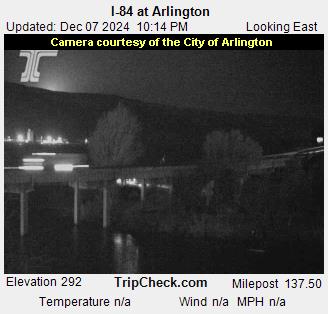 I-84 at Arlington
Updated: Dec 07 2024 10:14 PM Looking East
Camera courtesy of the City of Arlington
Elevation 292 TripCheck.com Milepost 137.50
Temperature n/a Wind n/a MPH n/a